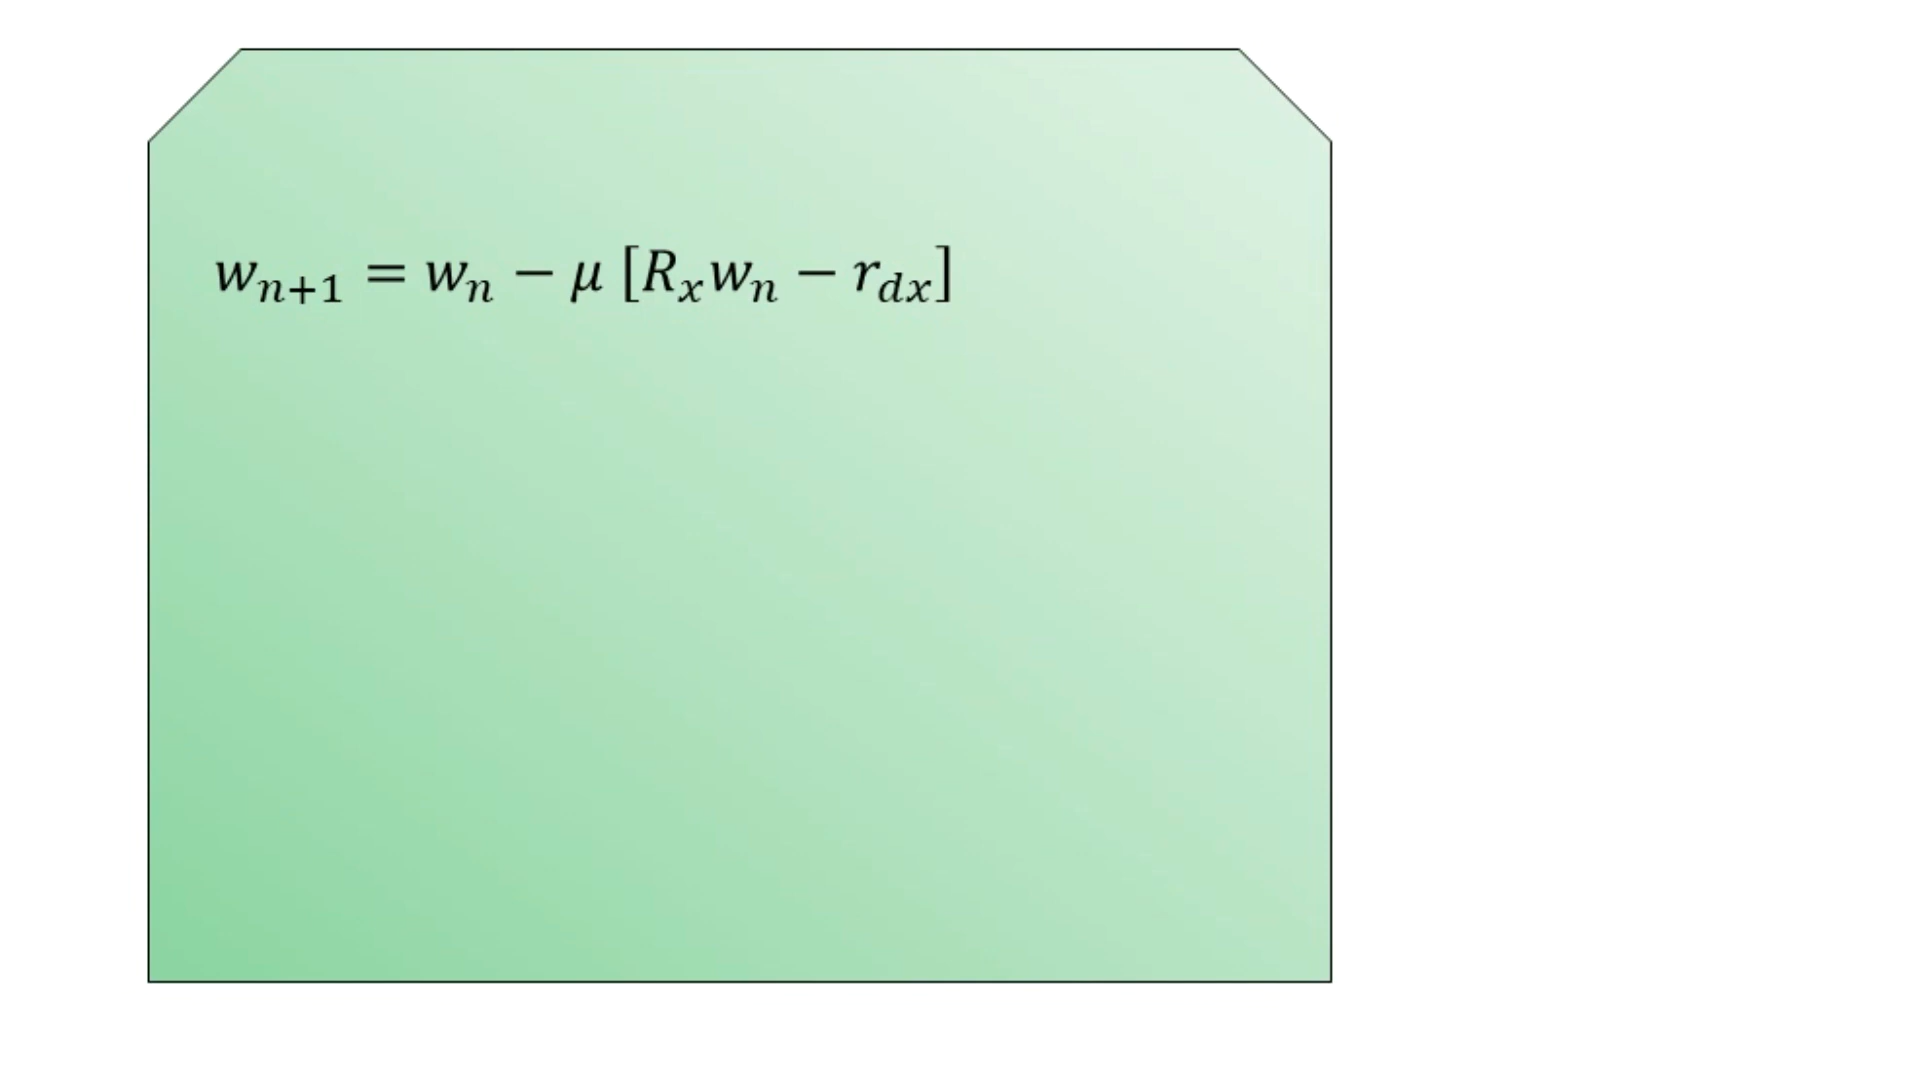 w_{n+1} = w_n − μ [R_x w_n − r_{dx}]